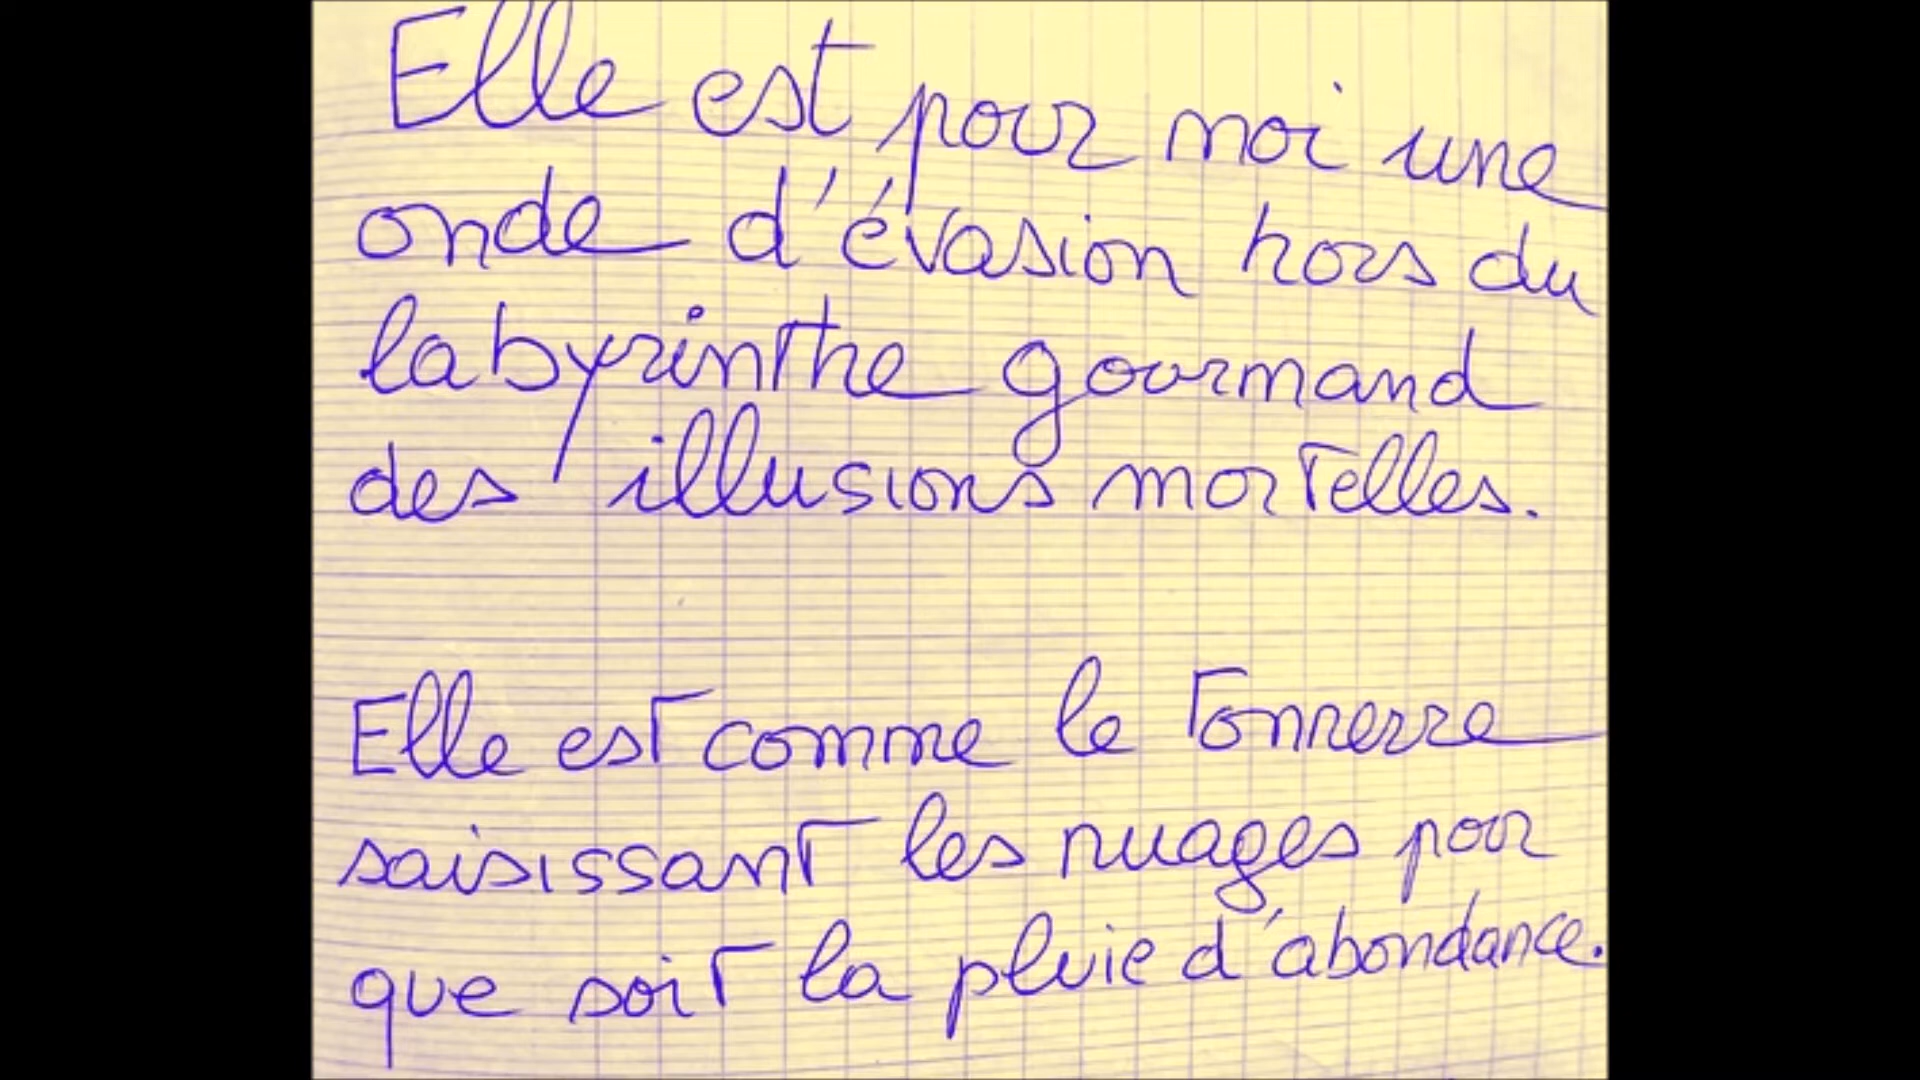 Elle est pour moi une
onde d'évasion hors du
labyrinthe gourmand
des illusions mortelles.
Elle est comme le tonnerre
saisissant les nuages pour
que soit la pluie d'abondance.